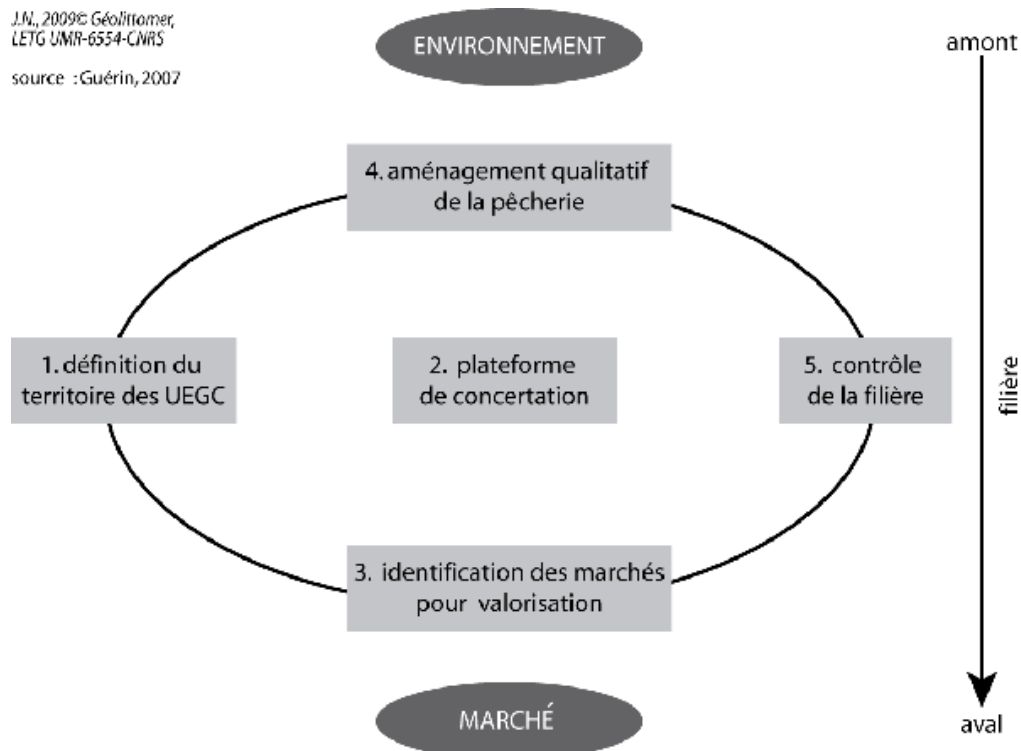 J.N., 2009© Géolittomer,
LETG UMR-6554-CNRS
source : Guérin, 2007
ENVIRONNEMENT
amont
4. aménagement qualitatif
de la pêcherie
1. définition du
territoire des UEGC
2. plateforme
de concertation
5. contrôle
de la filière
filière
3. identification des marchés
pour valorisation
MARCHÉ
aval